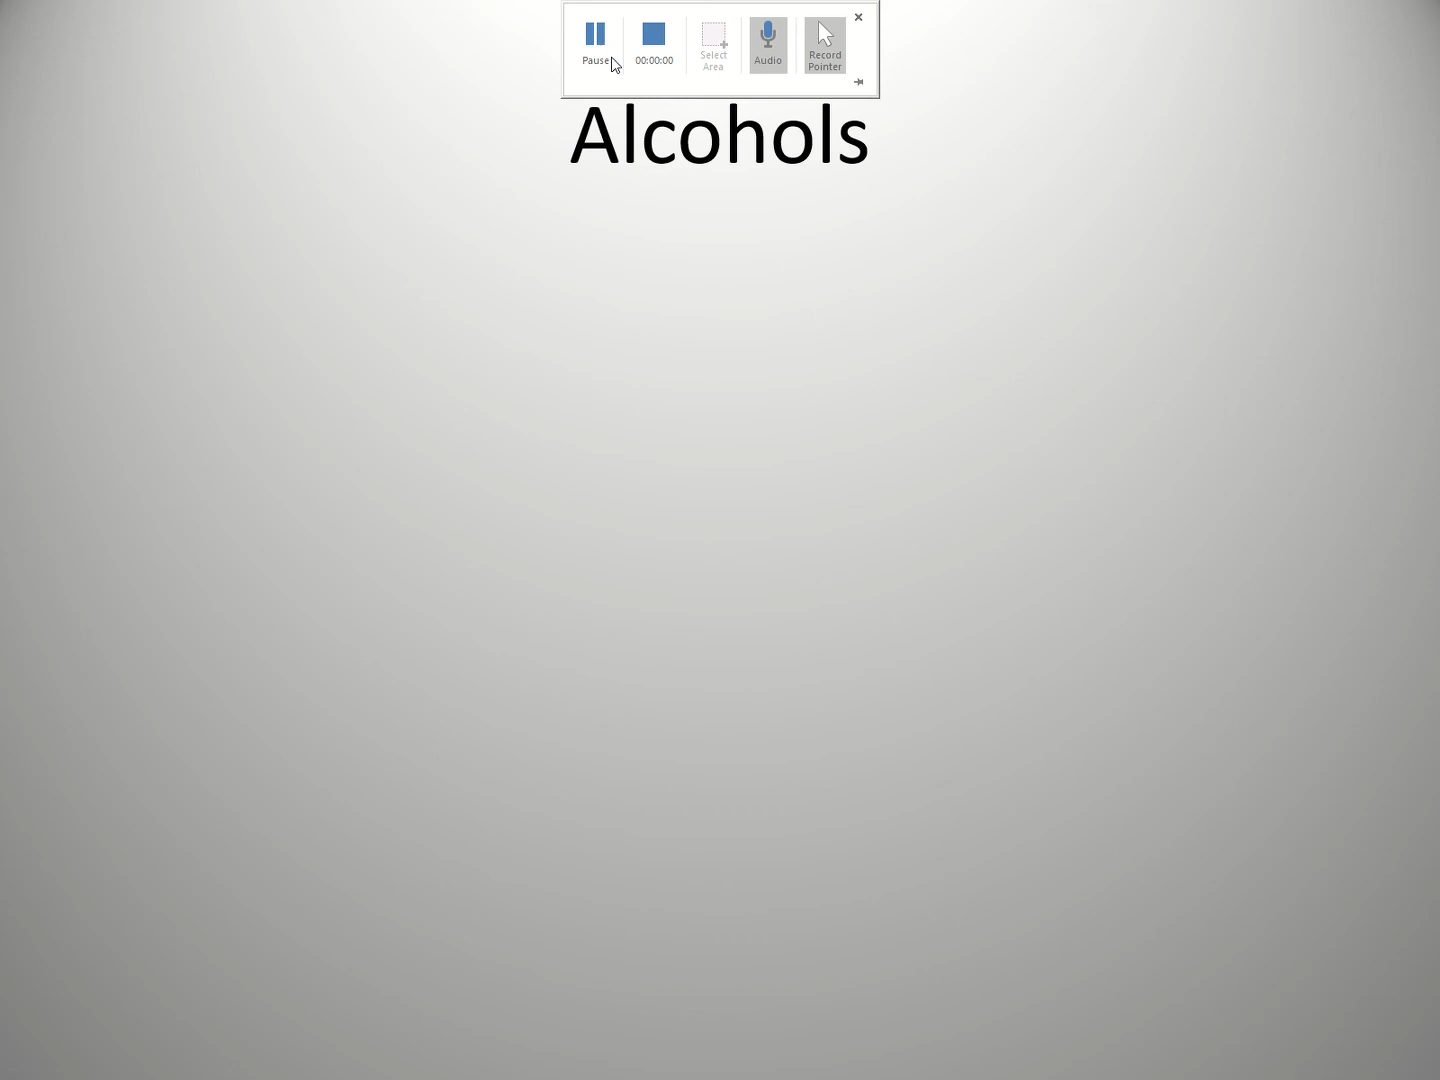 Pause
00:00:00
Select
Area
Audio
Record
Pointer
Alcohols